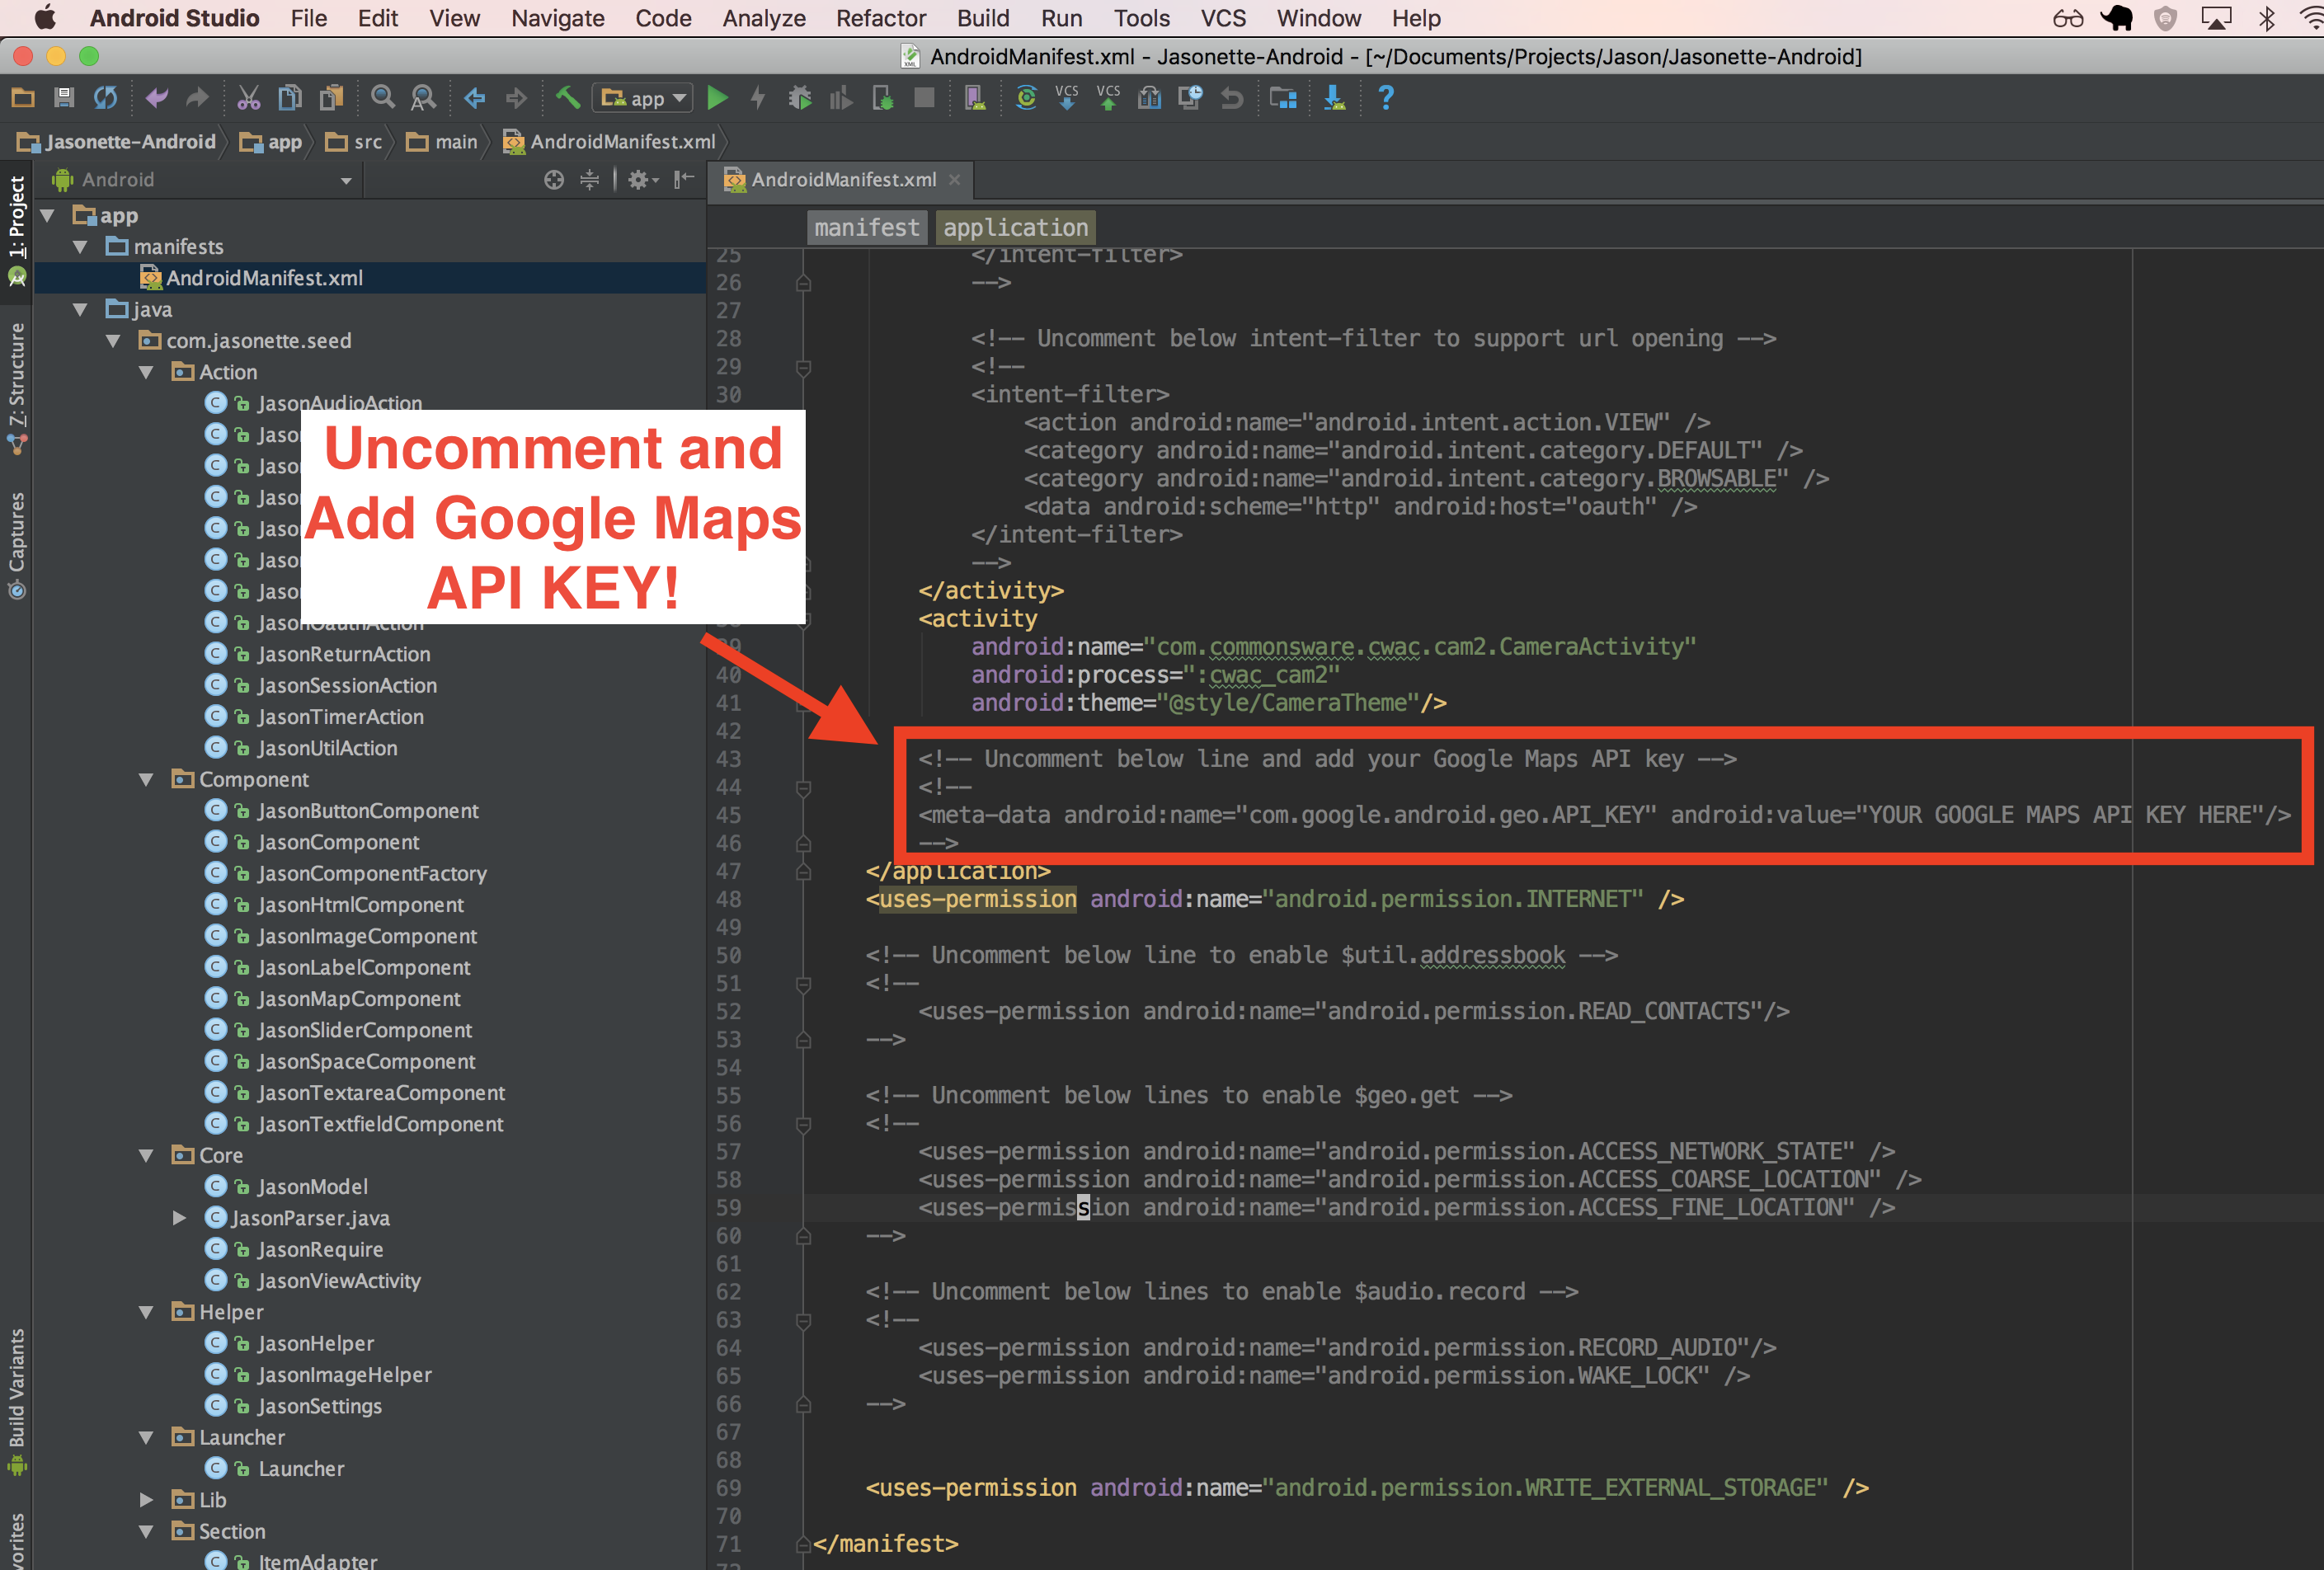 Android Studio File Edit View Navigate Code Analyze Refactor Build Run Tools VCS Window Help
AndroidManifest.xml - Jasonette-Android - [~/Documents/Projects/Jason/Jasonette-Android]
app VCS VCS ?
Jasonette-Android app src main AndroidManifest.xml
1: Project
7: Structure
Captures
Build Variants
Android
app
manifests
AndroidManifest.xml
java
com.jasonette.seed
Action
JasonAudioAction
Jaso
Jaso
Jaso
Jaso
Jaso
Jaso
JasonOauthAction
JasonReturnAction
JasonSessionAction
JasonTimerAction
JasonUtilAction
Component
JasonButtonComponent
JasonComponent
JasonComponentFactory
JasonHtmlComponent
JasonImageComponent
JasonLabelComponent
JasonMapComponent
JasonSliderComponent
JasonSpaceComponent
JasonTextareaComponent
JasonTextfieldComponent
Core
JasonModel
JasonParser.java
JasonRequire
JasonViewActivity
Helper
JasonHelper
JasonImageHelper
JasonSettings
Launcher
Launcher
Lib
Section
ItemAdapter
Uncomment and
Add Google Maps
API KEY!
AndroidManifest.xml
manifest application
25 </intent-filter>
26 -->
27
28 <!-- Uncomment below intent-filter to support url opening -->
29 <!--
30 <intent-filter>
<action android:name="android.intent.action.VIEW" />
<category android:name="android.intent.category.DEFAULT" />
<category android:name="android.intent.category.BROWSABLE" />
<data android:scheme="http" android:host="oauth" />
</intent-filter>
-->
</activity>
<activity
39 android:name="com.commonsware.cwac.cam2.CameraActivity"
40 android:process=":cwac_cam2"
41 android:theme="@style/CameraTheme"/>
42
43 <!-- Uncomment below line and add your Google Maps API key -->
44 <!--
45 <meta-data android:name="com.google.android.geo.API_KEY" android:value="YOUR GOOGLE MAPS API KEY HERE"/>
46 -->
47 </application>
48 <uses-permission android:name="android.permission.INTERNET" />
49
50 <!-- Uncomment below line to enable $util.addressbook -->
51 <!--
52 <uses-permission android:name="android.permission.READ_CONTACTS"/>
53 -->
54
55 <!-- Uncomment below lines to enable $geo.get -->
56 <!--
57 <uses-permission android:name="android.permission.ACCESS_NETWORK_STATE" />
58 <uses-permission android:name="android.permission.ACCESS_COARSE_LOCATION" />
59 <uses-permission android:name="android.permission.ACCESS_FINE_LOCATION" />
60 -->
61
62 <!-- Uncomment below lines to enable $audio.record -->
63 <!--
64 <uses-permission android:name="android.permission.RECORD_AUDIO"/>
65 <uses-permission android:name="android.permission.WAKE_LOCK" />
66 -->
67
68
69 <uses-permission android:name="android.permission.WRITE_EXTERNAL_STORAGE" />
70
71 </manifest>